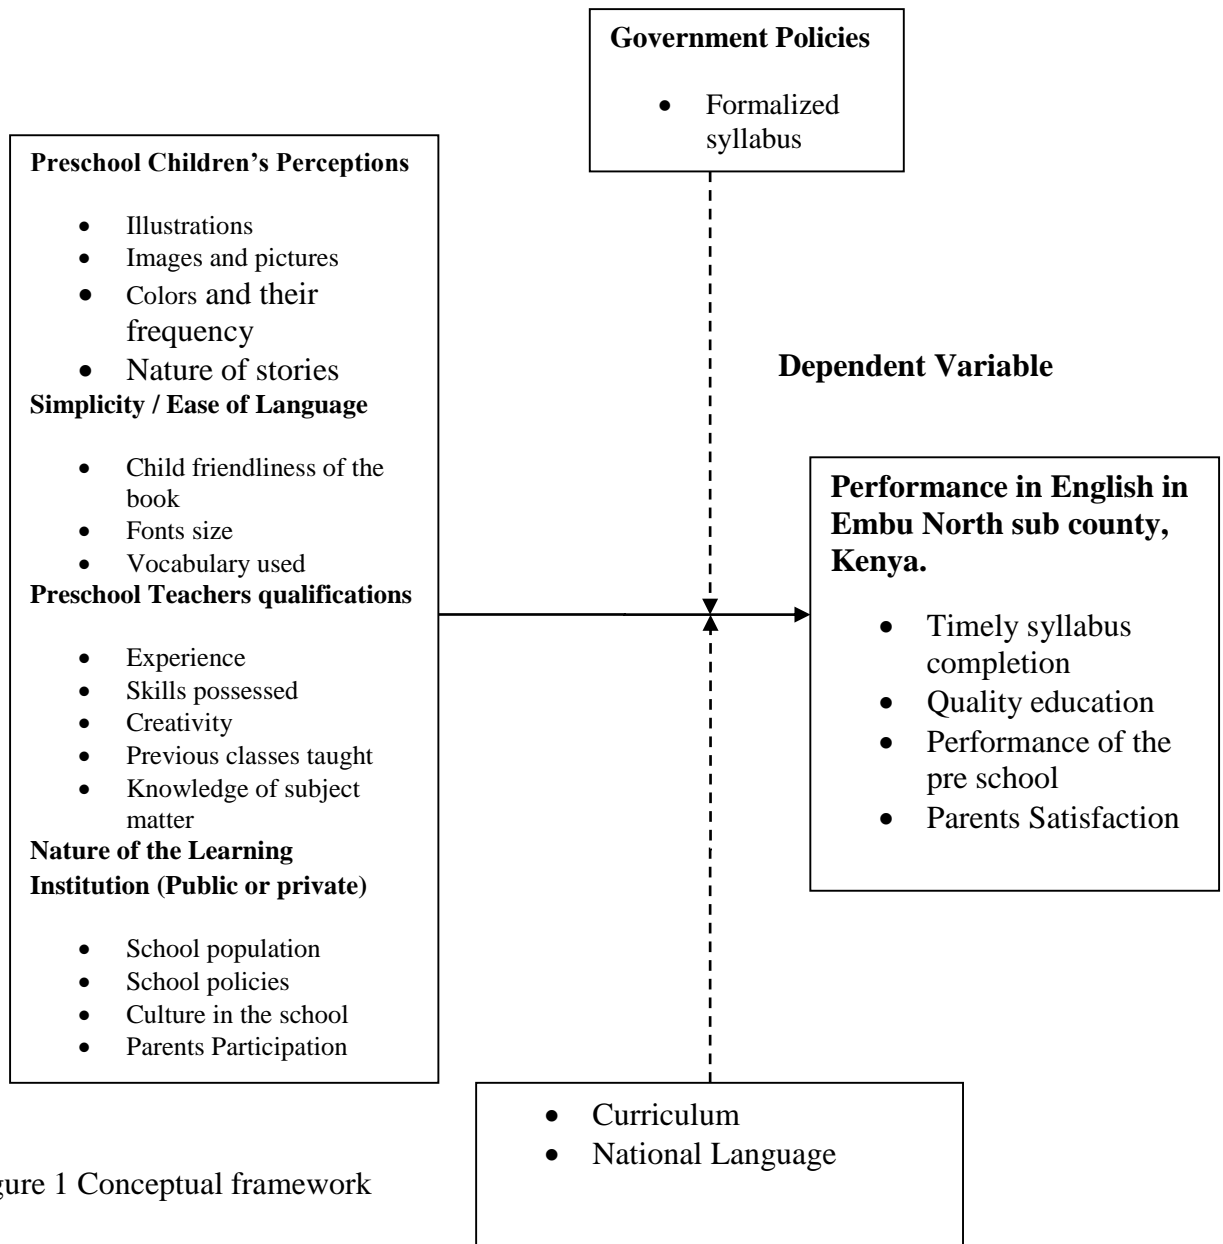 Government Policies
• Formalized
syllabus
Preschool Children’s Perceptions
• Illustrations
• Images and pictures
• Colors and their
frequency
• Nature of stories
Simplicity / Ease of Language
• Child friendliness of the
book
• Fonts size
• Vocabulary used
Preschool Teachers qualifications
• Experience
• Skills possessed
• Creativity
• Previous classes taught
• Knowledge of subject
matter
Nature of the Learning
Institution (Public or private)
• School population
• School policies
• Culture in the school
• Parents Participation
Dependent Variable
Performance in English in
Embu North sub county,
Kenya.
• Timely syllabus
completion
• Quality education
• Performance of the
pre school
• Parents Satisfaction
• Curriculum
• National Language
gure 1 Conceptual framework